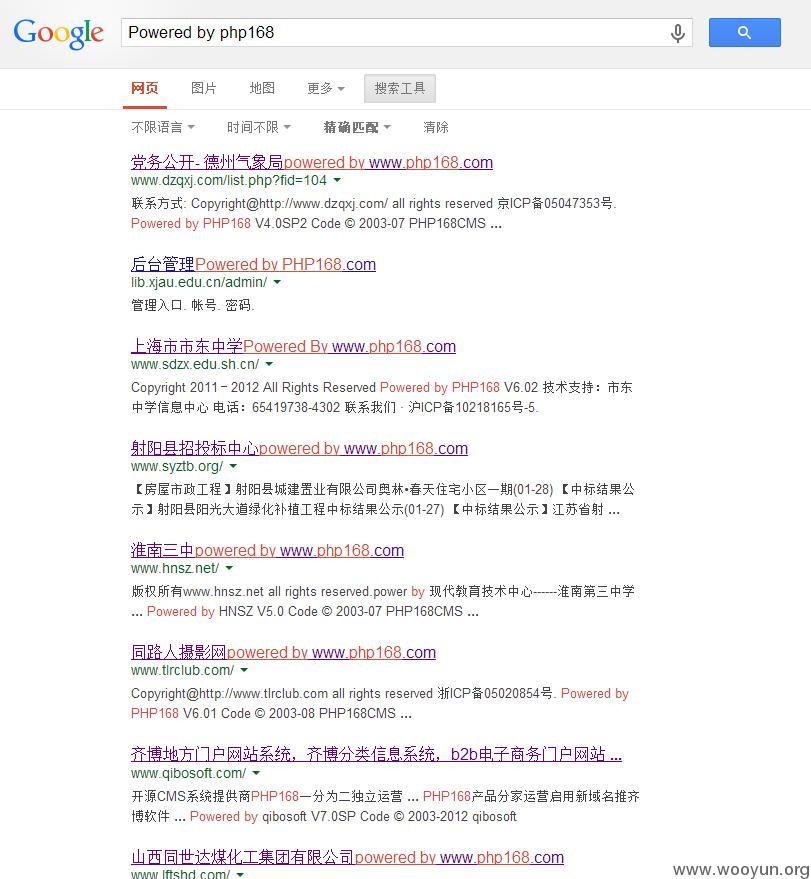 Google Powered by php168
网页 图片 地图 更多 搜索工具
不限语言 时间不限 精确匹配 清除
党务公开- 德州气象局powered by www.php168.com
www.dzqxj.com/list.php?fid=104
联系方式: Copyright@http://www.dzqxj.com/ all rights reserved 京ICP备05047353号.
Powered by PHP168 V4.0SP2 Code © 2003-07 PHP168CMS ...
后台管理Powered by PHP168.com
lib.xjau.edu.cn/admin/
管理入口. 帐号. 密码.
上海市市东中学Powered By www.php168.com
www.sdzx.edu.sh.cn/
Copyright 2011－2012 All Rights Reserved Powered by PHP168 V6.02 技术支持：市东
中学信息中心 电话：65419738-4302 联系我们 · 沪ICP备10218165号-5.
射阳县招投标中心powered by www.php168.com
www.syztb.org/
【房屋市政工程】射阳县城建置业有限公司奥林•春天住宅小区一期(01-28) 【中标结果公
示】射阳县阳光大道绿化补植工程中标结果公示(01-27) 【中标结果公示】江苏省射 ...
淮南三中powered by www.php168.com
www.hnsz.net/
版权所有www.hnsz.net all rights reserved.power by 现代教育技术中心------淮南第三中学
... Powered by HNSZ V5.0 Code © 2003-07 PHP168CMS ...
同路人摄影网powered by www.php168.com
www.tlrclub.com/
Copyright@http://www.tlrclub.com all rights reserved 浙ICP备05020854号. Powered by
PHP168 V6.01 Code © 2003-08 PHP168CMS ...
齐博地方门户网站系统，齐博分类信息系统，b2b电子商务门户网站 ...
www.qibosoft.com/
开源CMS系统提供商PHP168一分为二独立运营 ... PHP168产品分家运营启用新域名推齐
博软件 ... Powered by qibosoft V7.0SP Code © 2003-2012 qibosoft
山西同世达煤化工集团有限公司powered by www.php168.com
www.lftshd.com/
www.wooyun.org